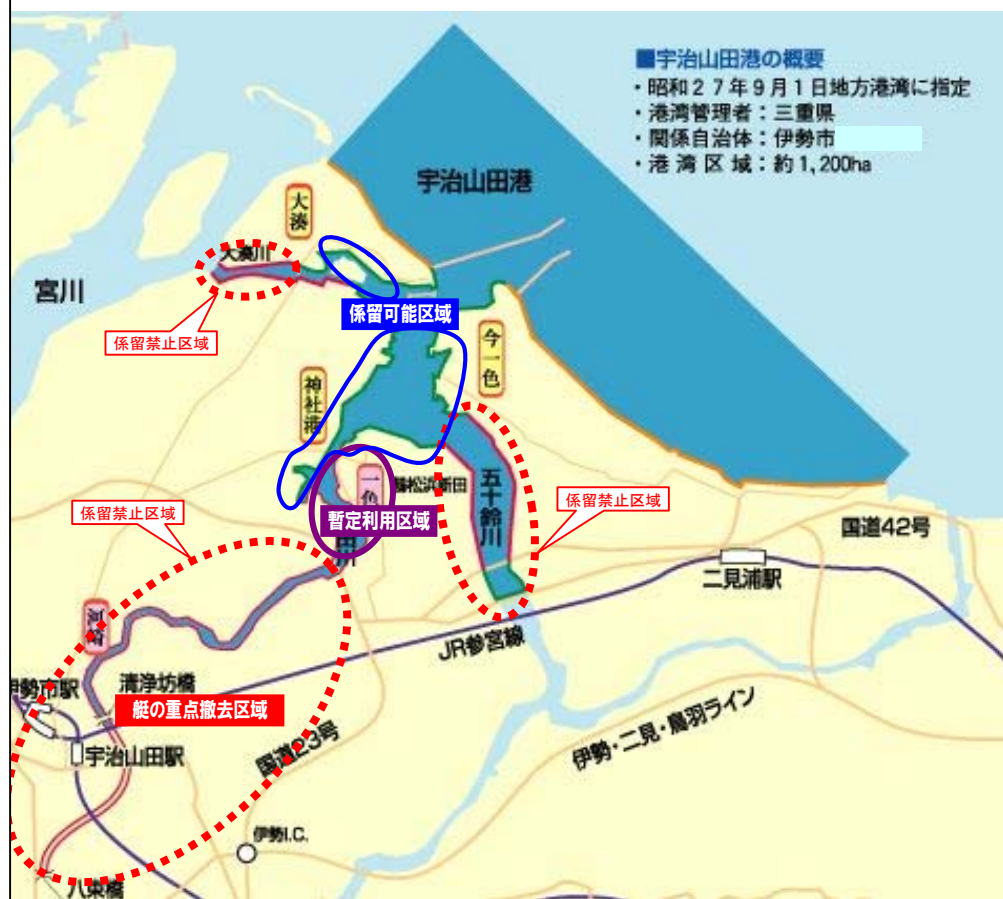 ■宇治山田港の概要
・昭和27年9月1日地方港湾に指定
・港湾管理者：三重県
・関係自治体：伊勢市
・港湾区域：約1,200ha
宇治山田港
大湊
大湊川
宮川
係留可能区域
係留禁止区域
今一色
神社港
一色
松浜新田
暫定利用区域
五十鈴川
係留禁止区域
係留禁止区域
国道42号
田川
二見浦駅
JR参宮線
清浄坊橋
伊勢市駅
艇の重点撤去区域
宇治山田駅
国道23号
伊勢・二見・鳥羽ライン
伊勢I.C.
八束橋